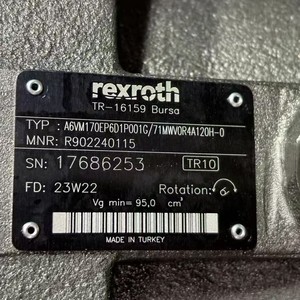 rexroth
TR-16159 Bursa
TYP : A6VM170EP6D1P001G/71MWV0R4A120H-0
MNR: R902240115
SN: 17686253 TR10
FD: 23W22 Rotation:
Vg min= 95,0 cm³
MADE IN TURKEY